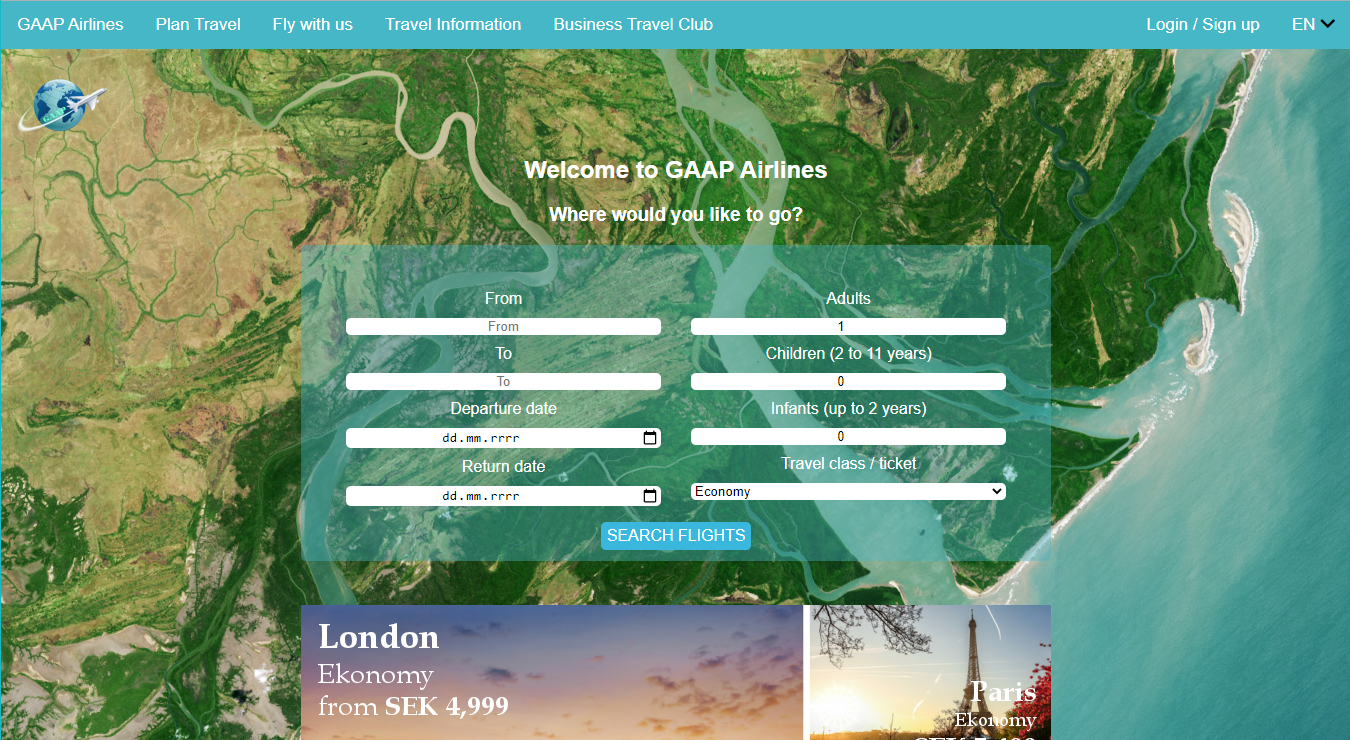 GAAP Airlines Plan Travel Fly with us Travel Information Business Travel Club Login / Sign up EN
Welcome to GAAP Airlines
Where would you like to go?
From
From
To
To
Departure date
dd.mm.rrrr
Return date
dd.mm.rrrr
Adults
1
Children (2 to 11 years)
0
Infants (up to 2 years)
0
Travel class / ticket
Economy
SEARCH FLIGHTS
London
Ekonomy
from SEK 4,999
Paris
Ekonomy